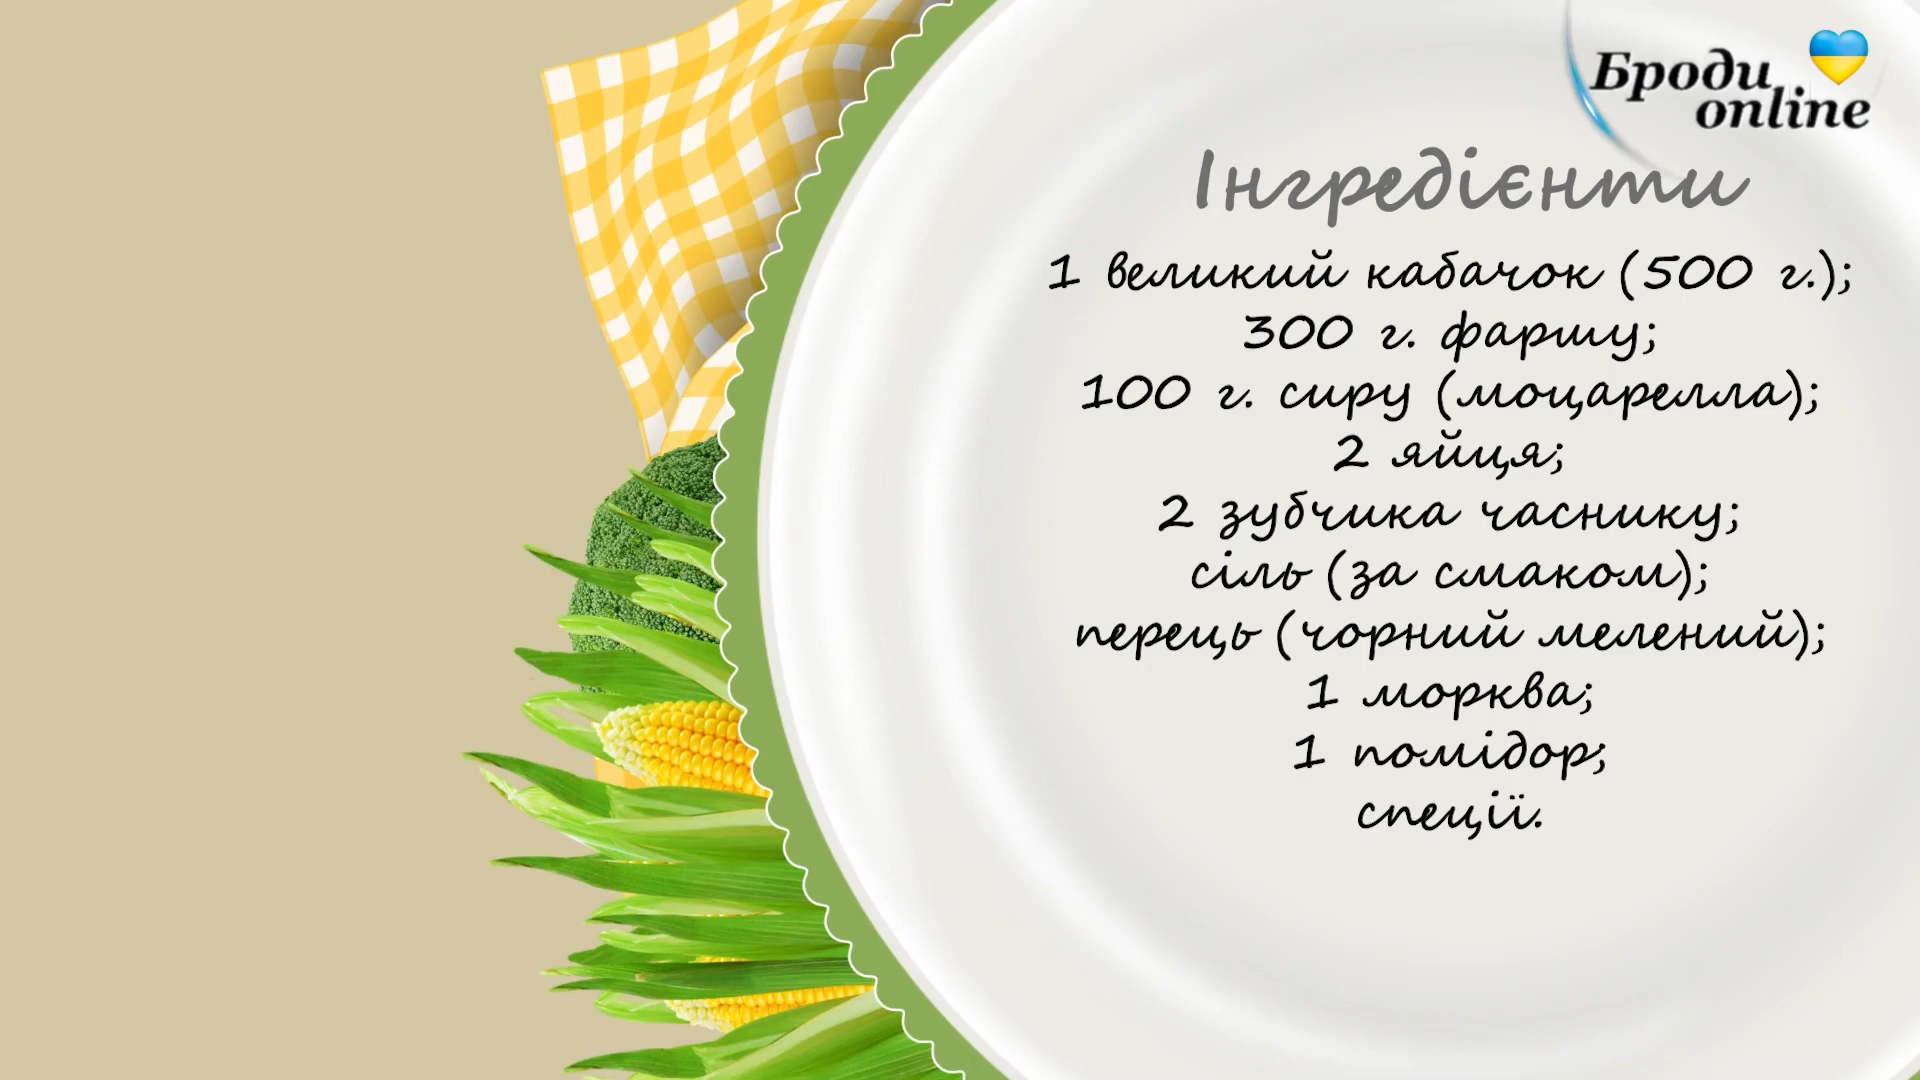 Броди
online
Інгредієнти
1 великий кабачок (500 г.);
300 г. фаршу;
100 г. сиру (моцарелла);
2 яйця;
2 зубчика часнику;
сіль (за смаком);
перець (чорний мелений);
1 морква;
1 помідор;
спеції.